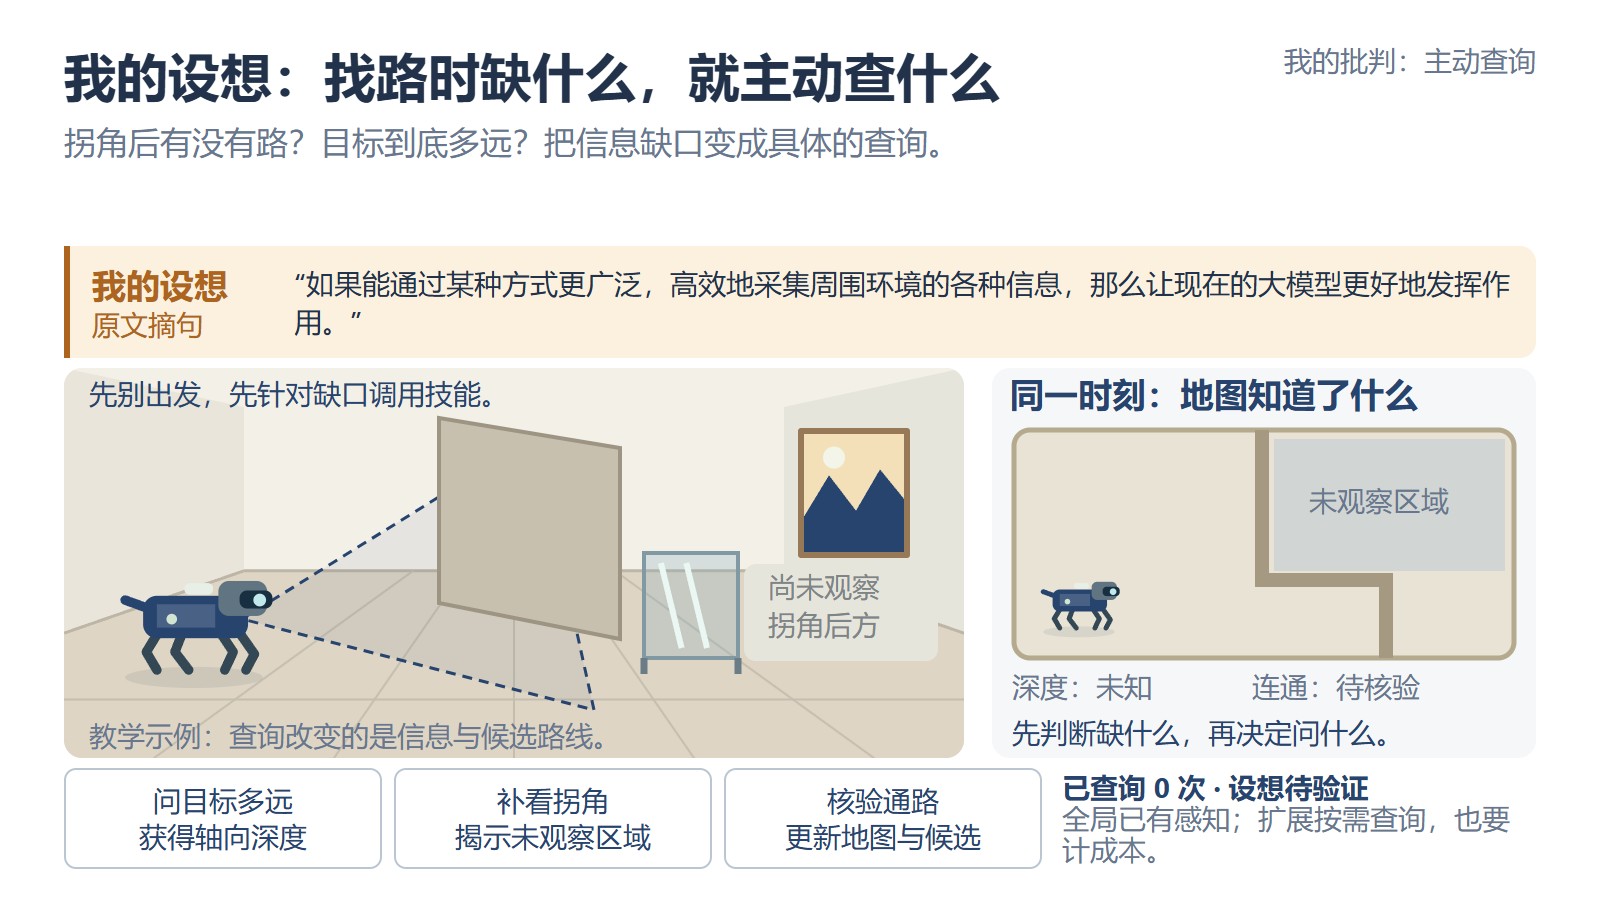 我的设想：找路时缺什么，就主动查什么
我的批判：主动查询
拐角后有没有路？目标到底多远？把信息缺口变成具体的查询。
我的设想
原文摘句
“如果能通过某种方式更广泛，高效地采集周围环境的各种信息，那么让现在的大模型更好地发挥作
用。”
先别出发，先针对缺口调用技能。
尚未观察
拐角后方
教学示例：查询改变的是信息与候选路线。
同一时刻：地图知道了什么
未观察区域
深度：未知
连通：待核验
先判断缺什么，再决定问什么。
问目标多远
获得轴向深度
补看拐角
揭示未观察区域
核验通路
更新地图与候选
已查询 0 次 · 设想待验证
全局已有感知；扩展按需查询，也要
计成本。